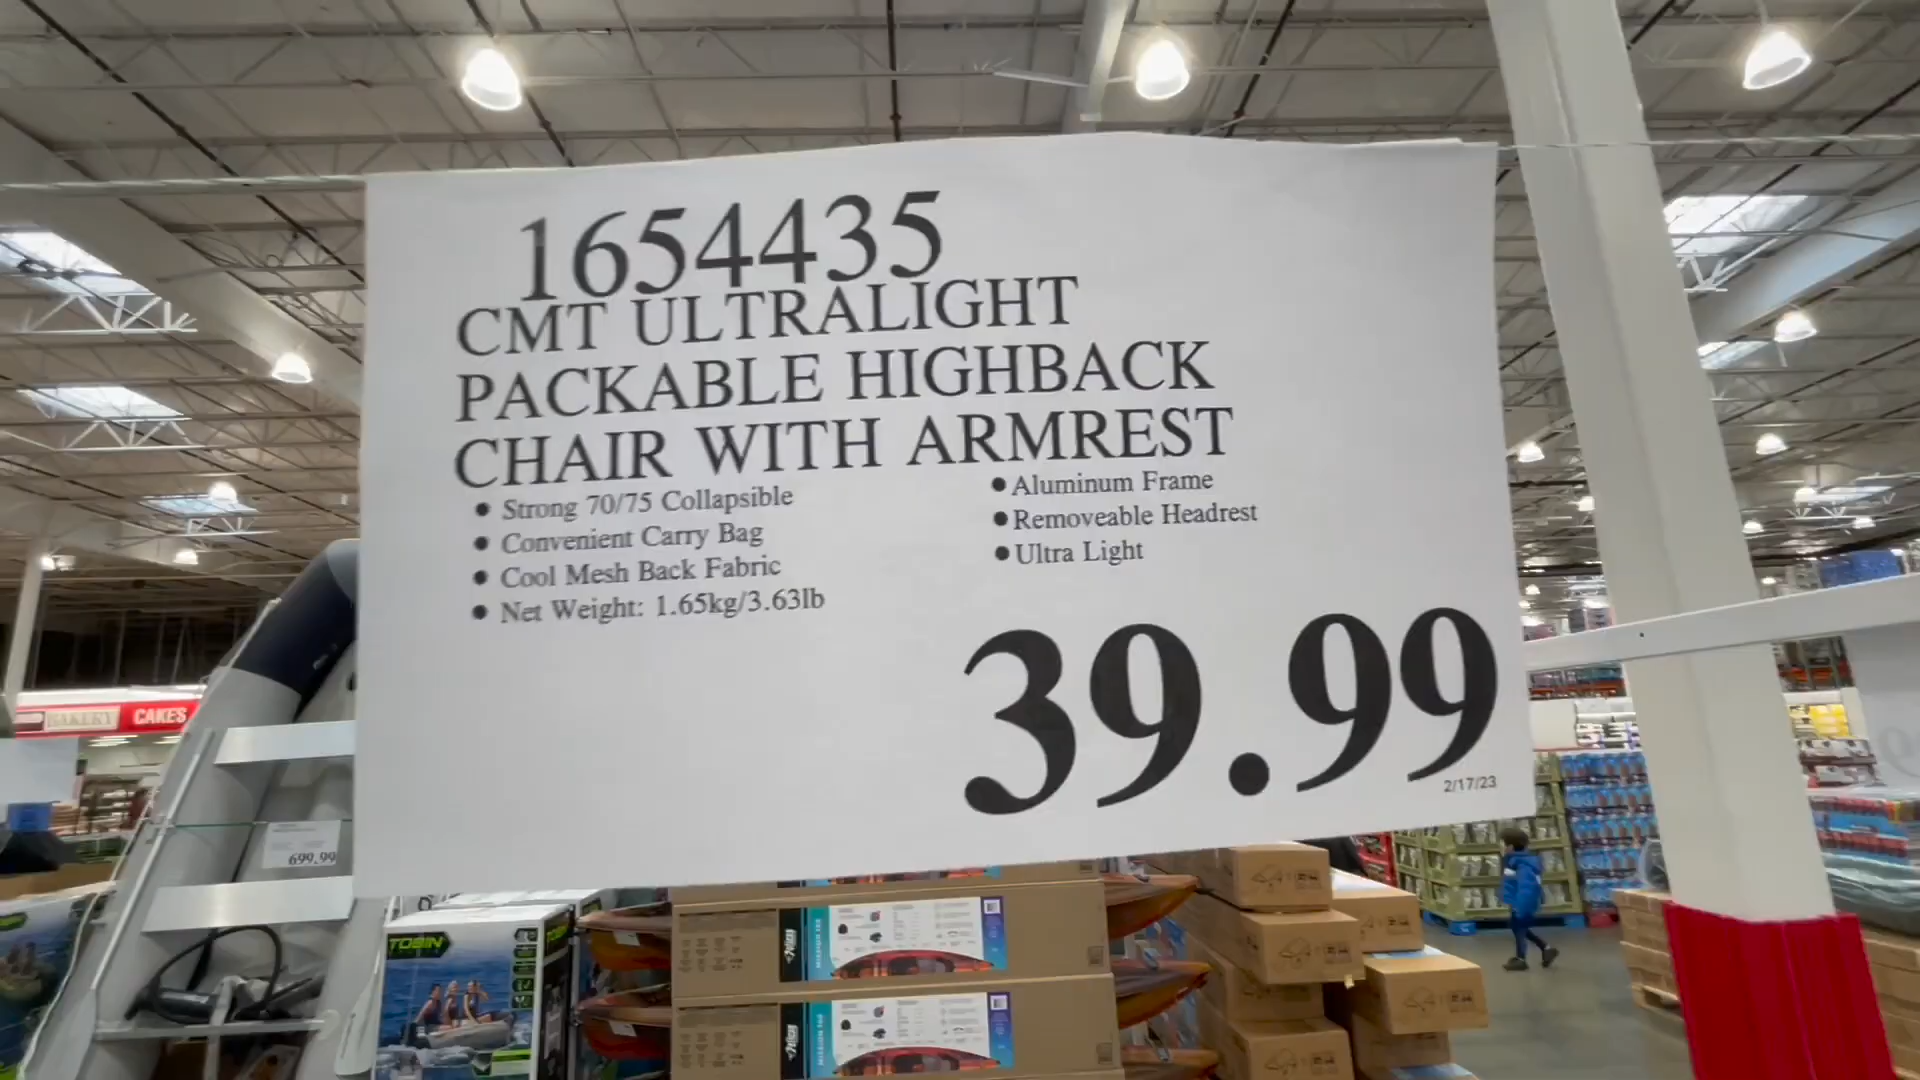 1654435
CMT ULTRALIGHT
PACKABLE HIGHBACK
CHAIR WITH ARMREST
• Strong 70/75 Collapsible
• Convenient Carry Bag
• Cool Mesh Back Fabric
• Net Weight: 1.65kg/3.63lb
• Aluminum Frame
• Removeable Headrest
• Ultra Light
39.99
2/17/23
BAKERY CAKES
699.99
TOBIN
TOBIN